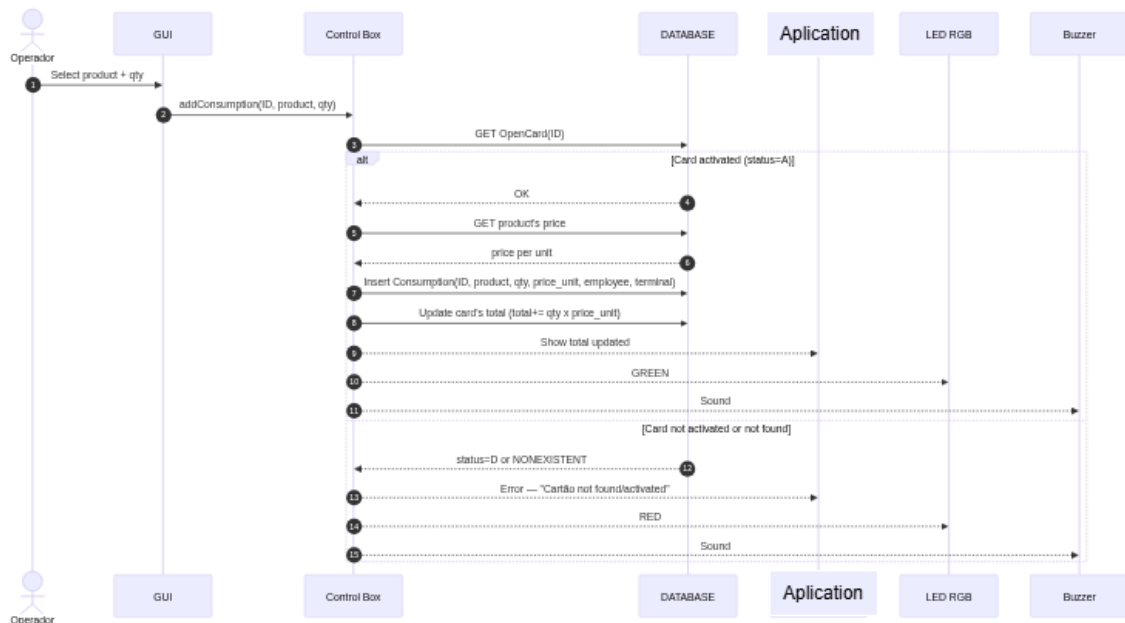 GUI
Control Box
DATABASE
Aplication
LED RGB
Buzzer
Operador
1 Select product + qty
2 addConsumption(ID, product, qty)
3 GET OpenCard(ID)
alt
[Card activated (status=A)]
4 OK
5 GET product's price
6 price per unit
7 Insert Consumption(ID, product, qty, price_unit, employee, terminal)
8 Update card's total (total+= qty x price_unit)
9 Show total updated
10 GREEN
11 Sound
[Card not activated or not found]
12 status=D or NONEXISTENT
13 Error — "Cartão not found/activated"
14 RED
15 Sound
GUI
Control Box
DATABASE
Aplication
LED RGB
Buzzer
Operador